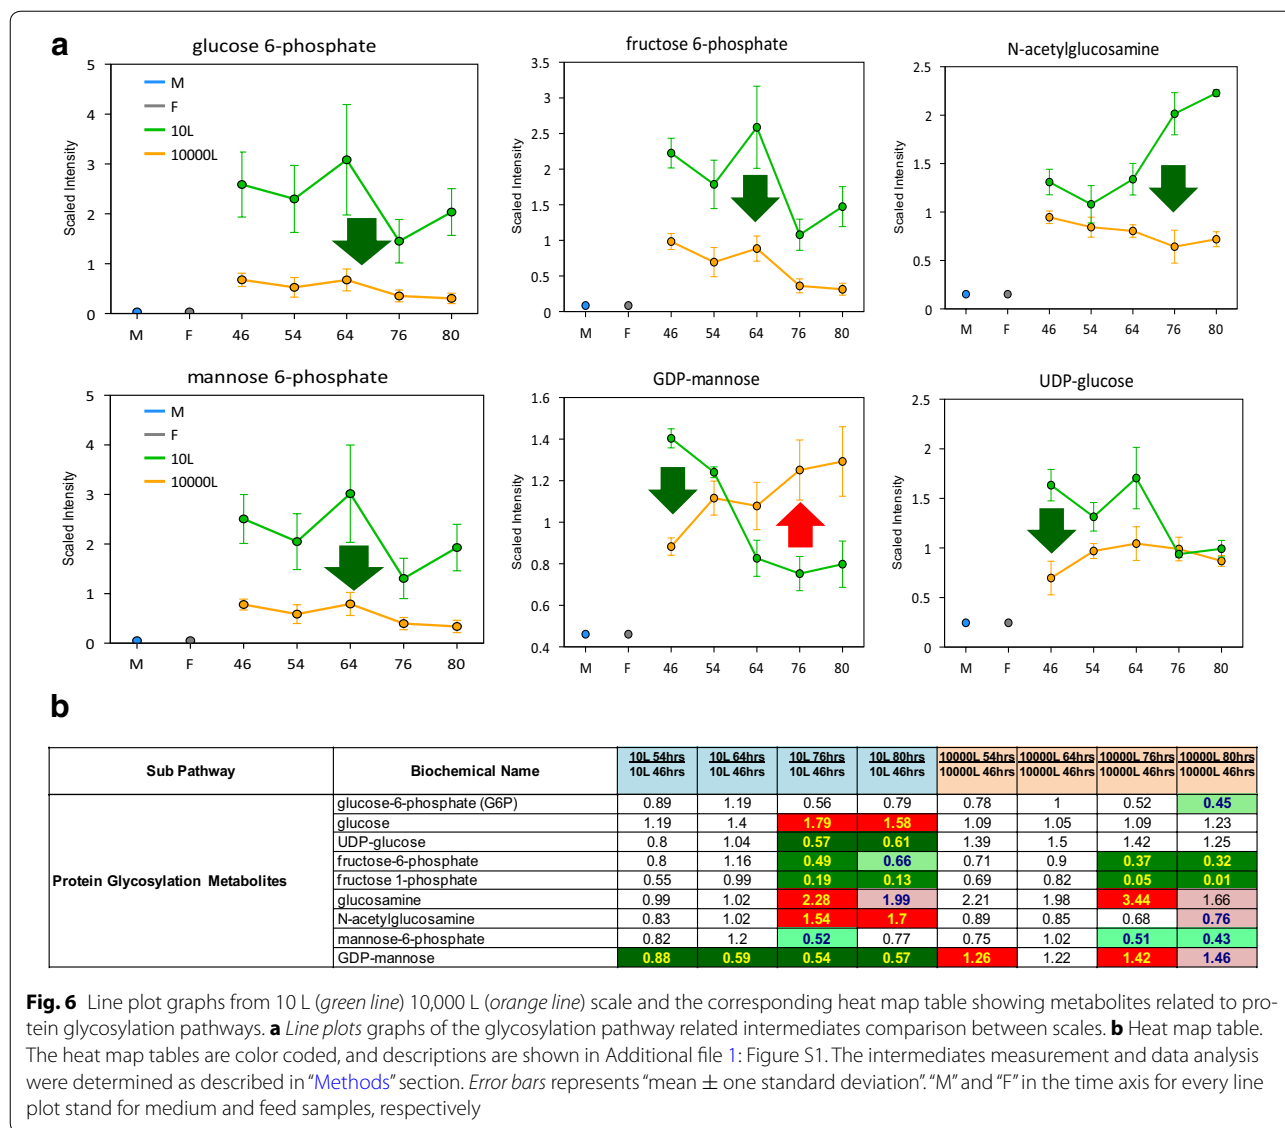 a
glucose 6-phosphate
Scaled Intensity
5
4
3
2
1
0
M
F
10L
10000L
M F 46 54 64 76 80
fructose 6-phosphate
Scaled Intensity
3.5
3
2.5
2
1.5
1
0.5
0
M F 46 54 64 76 80
N-acetylglucosamine
Scaled Intensity
2.5
2
1.5
1
0.5
0
M F 46 54 64 76 80
mannose 6-phosphate
Scaled Intensity
5
4
3
2
1
0
M
F
10L
10000L
M F 46 54 64 76 80
GDP-mannose
Scaled Intensity
1.6
1.4
1.2
1
0.8
0.6
0.4
M F 46 54 64 76 80
UDP-glucose
Scaled Intensity
2.5
2
1.5
1
0.5
0
M F 46 54 64 76 80
b
Sub Pathway Biochemical Name 10L 54hrs 10L 64hrs 10L 76hrs 10L 80hrs 10000L 54hrs 10000L 64hrs 10000L 76hrs 10000L 80hrs
10L 46hrs 10L 46hrs 10L 46hrs 10L 46hrs 10000L 46hrs 10000L 46hrs 10000L 46hrs 10000L 46hrs
Protein Glycosylation Metabolites
glucose-6-phosphate (G6P) 0.89 1.19 0.56 0.79 0.78 1 0.52 0.45
glucose 1.19 1.4 1.79 1.58 1.09 1.05 1.09 1.23
UDP-glucose 0.8 1.04 0.57 0.61 1.39 1.5 1.42 1.25
fructose-6-phosphate 0.8 1.16 0.49 0.66 0.71 0.9 0.37 0.32
fructose 1-phosphate 0.55 0.99 0.19 0.13 0.69 0.82 0.05 0.01
glucosamine 0.99 1.02 2.28 1.99 2.21 1.98 3.44 1.66
N-acetylglucosamine 0.83 1.02 1.54 1.7 0.89 0.85 0.68 0.76
mannose-6-phosphate 0.82 1.2 0.52 0.77 0.75 1.02 0.51 0.43
GDP-mannose 0.88 0.59 0.54 0.57 1.26 1.22 1.42 1.46
Fig. 6 Line plot graphs from 10 L (green line) 10,000 L (orange line) scale and the corresponding heat map table showing metabolites related to pro-
tein glycosylation pathways. a Line plots graphs of the glycosylation pathway related intermediates comparison between scales. b Heat map table.
The heat map tables are color coded, and descriptions are shown in Additional file 1: Figure S1. The intermediates measurement and data analysis
were determined as described in “Methods” section. Error bars represents “mean ± one standard deviation”. “M” and “F” in the time axis for every line
plot stand for medium and feed samples, respectively